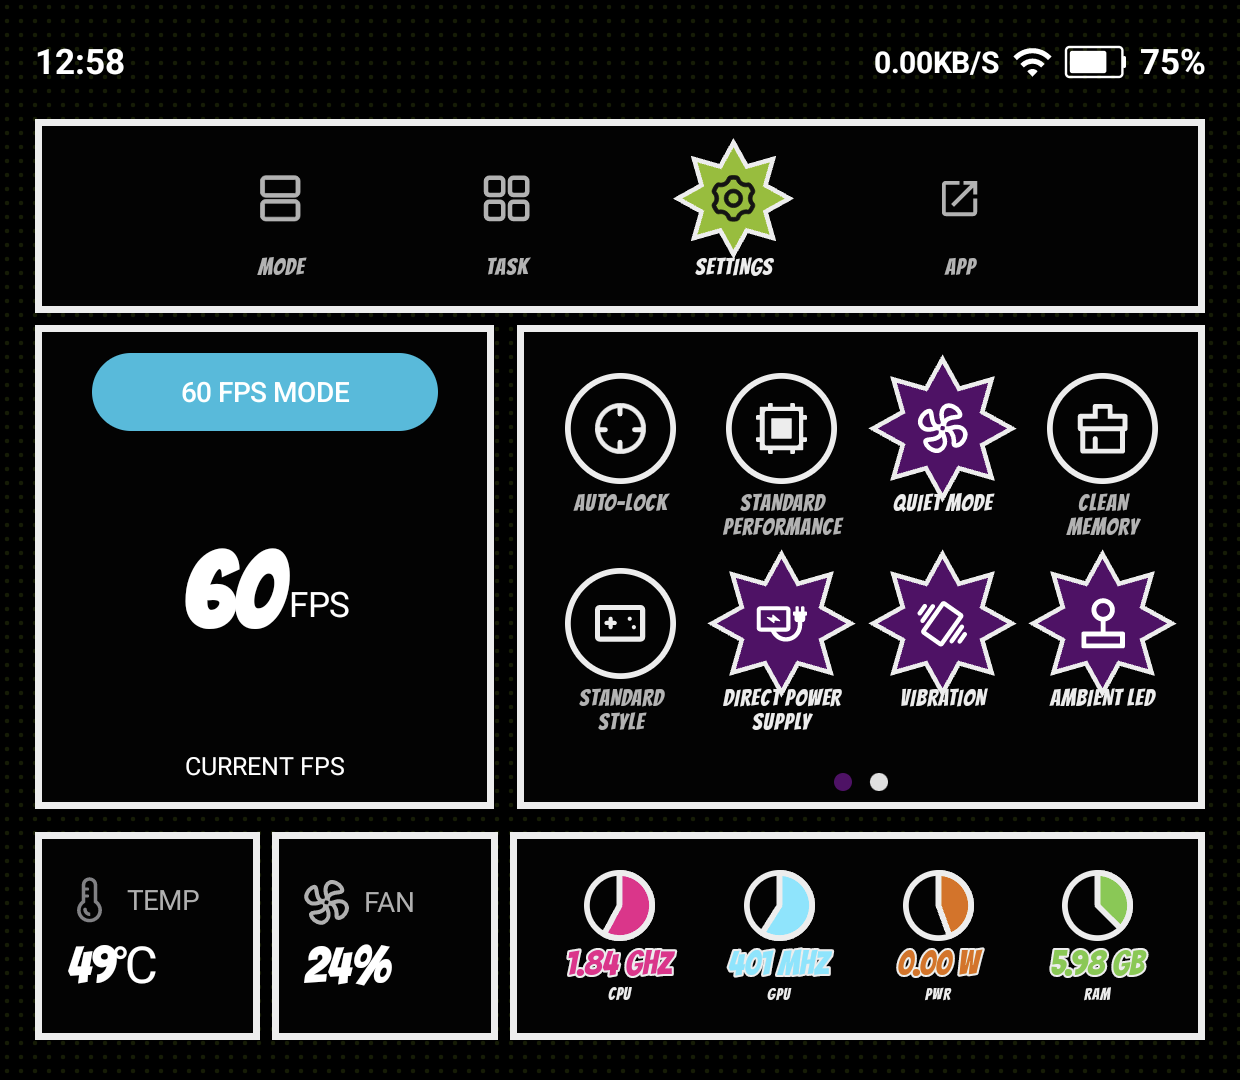 12:58
0.00KB/S 75%
MODE TASK SETTINGS APP
60 FPS MODE
60FPS
CURRENT FPS
AUTO-LOCK
STANDARD
PERFORMANCE
QUIET MODE
CLEAN
MEMORY
STANDARD
STYLE
DIRECT POWER
SUPPLY
VIBRATION
AMBIENT LED
TEMP
49°C
FAN
24%
1.84 GHZ
CPU
401 MHZ
GPU
0.00 W
PWR
5.98 GB
RAM